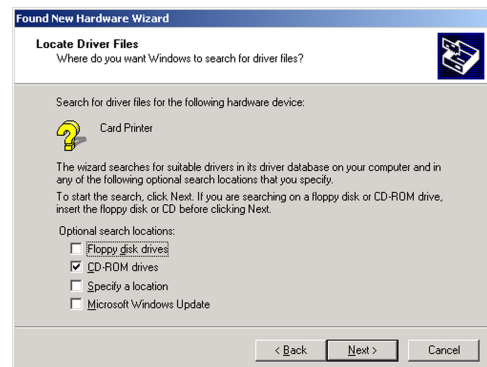 Found New Hardware Wizard
Locate Driver Files
Where do you want Windows to search for driver files?
Search for driver files for the following hardware device:
Card Printer
The wizard searches for suitable drivers in its driver database on your computer and in
any of the following optional search locations that you specify.
To start the search, click Next. If you are searching on a floppy disk or CD-ROM drive,
insert the floppy disk or CD before clicking Next.
Optional search locations:
Floppy disk drives
CD-ROM drives
Specify a location
Microsoft Windows Update
< Back Next > Cancel